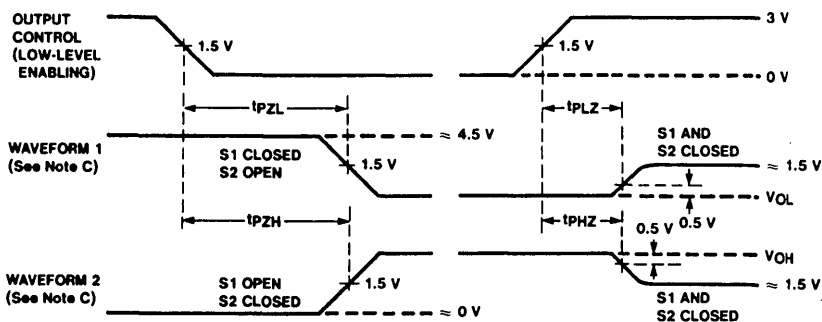 OUTPUT
CONTROL
(LOW-LEVEL
ENABLING)
1.5 V
1.5 V
3 V
0 V
tPZL
tPLZ
WAVEFORM 1
(See Note C)
S1 CLOSED
S2 OPEN
1.5 V
≈ 4.5 V
S1 AND
S2 CLOSED
≈ 1.5 V
VOL
0.5 V
tPZH
tPHZ
0.5 V
VOH
WAVEFORM 2
(See Note C)
S1 OPEN
S2 CLOSED
1.5 V
≈ 0 V
≈ 1.5 V
S1 AND
S2 CLOSED